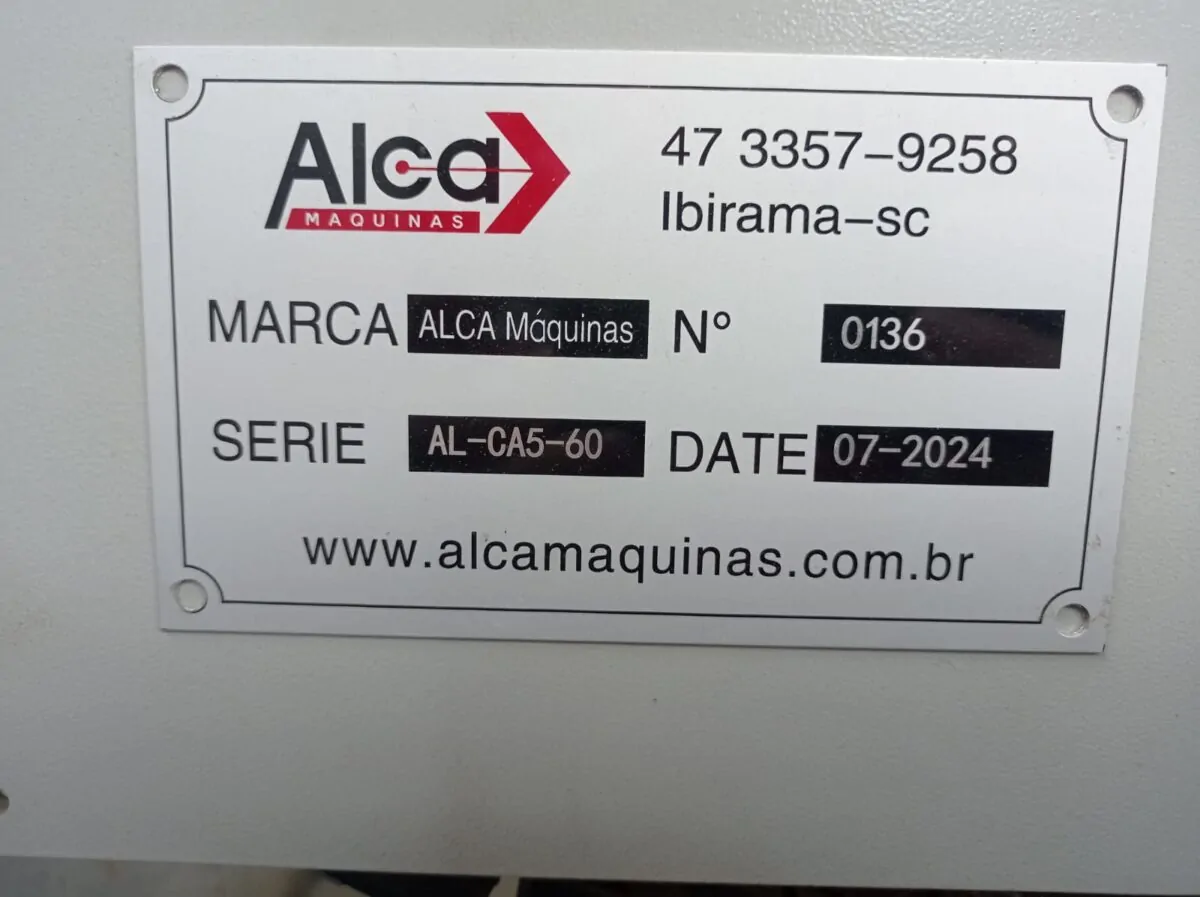 Alca
MAQUINAS
47 3357-9258
Ibirama-sc
MARCA ALCA Máquinas Nº 0136
SERIE AL-CA5-60 DATE 07-2024
www.alcamaquinas.com.br